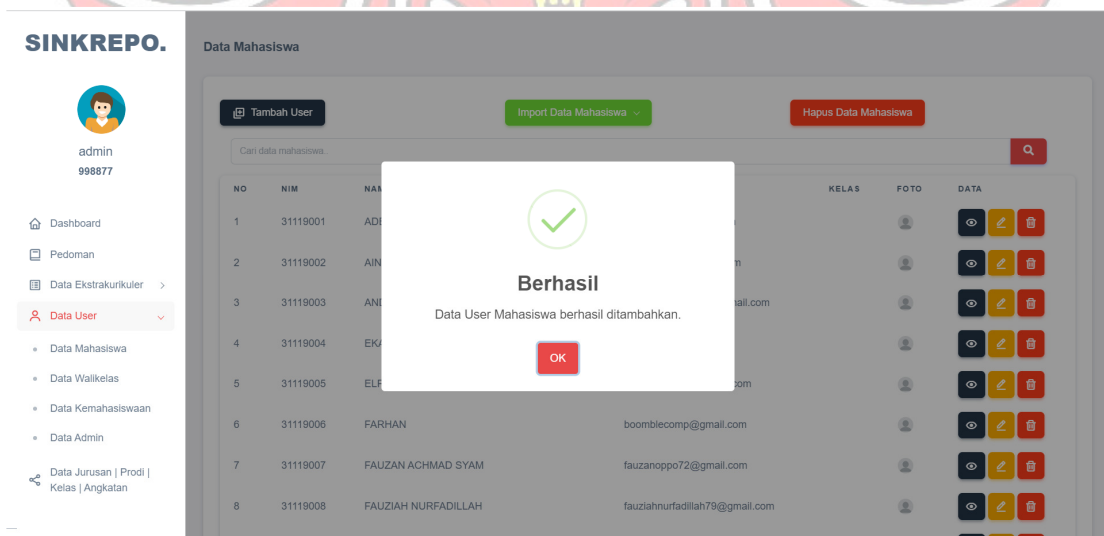 SINKREPO.
admin
998877
Dashboard
Pedoman
Data Ekstrakurikuler
Data User
Data Mahasiswa
Data Walikelas
Data Kemahasiswaan
Data Admin
Data Jurusan | Prodi |
Kelas | Angkatan
Data Mahasiswa
Tambah User
Import Data Mahasiswa
Hapus Data Mahasiswa
Cari data mahasiswa..
NO NIM KELAS FOTO DATA
1 31119001
2 31119002
3 31119003
4 31119004
5 31119005
6 31119006 FARHAN boomblecomp@gmail.com
7 31119007 FAUZAN ACHMAD SYAM fauzanoppo72@gmail.com
8 31119008 FAUZIAH NURFADILLAH fauziahnurfadillah79@gmail.com
Berhasil
Data User Mahasiswa berhasil ditambahkan.
OK